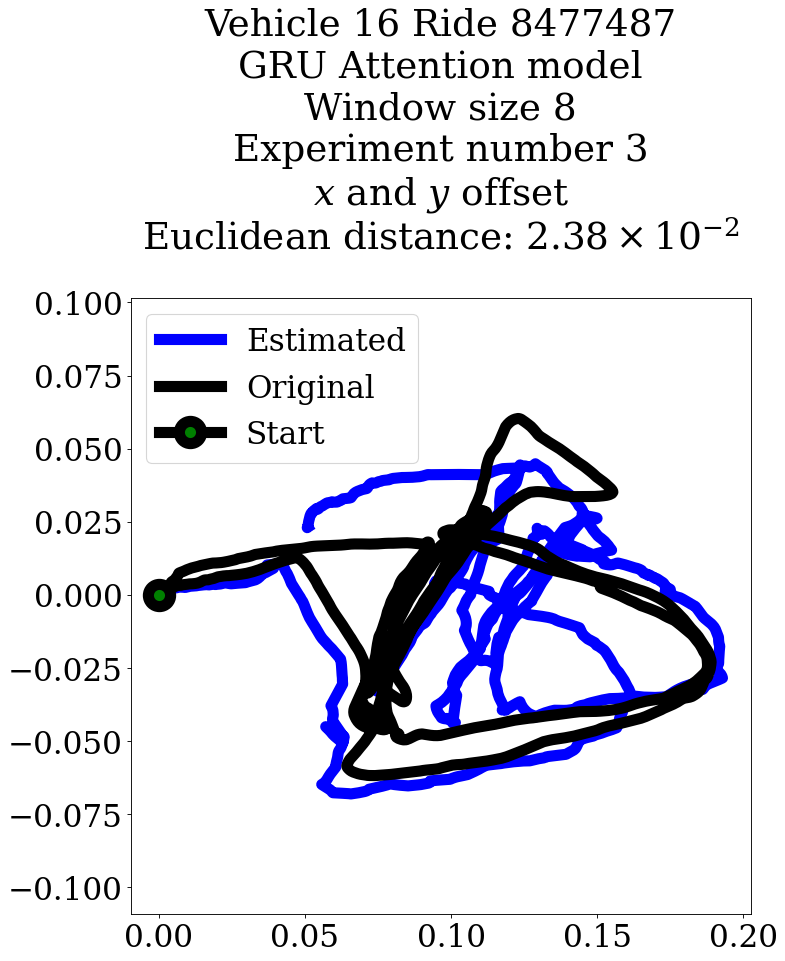 Vehicle 16 Ride 8477487
GRU Attention model
Window size 8
Experiment number 3
x and y offset
Euclidean distance: 2.38 × 10⁻²
0.100
0.075
0.050
0.025
0.000
−0.025
−0.050
−0.075
−0.100
Estimated
Original
Start
0.00 0.05 0.10 0.15 0.20